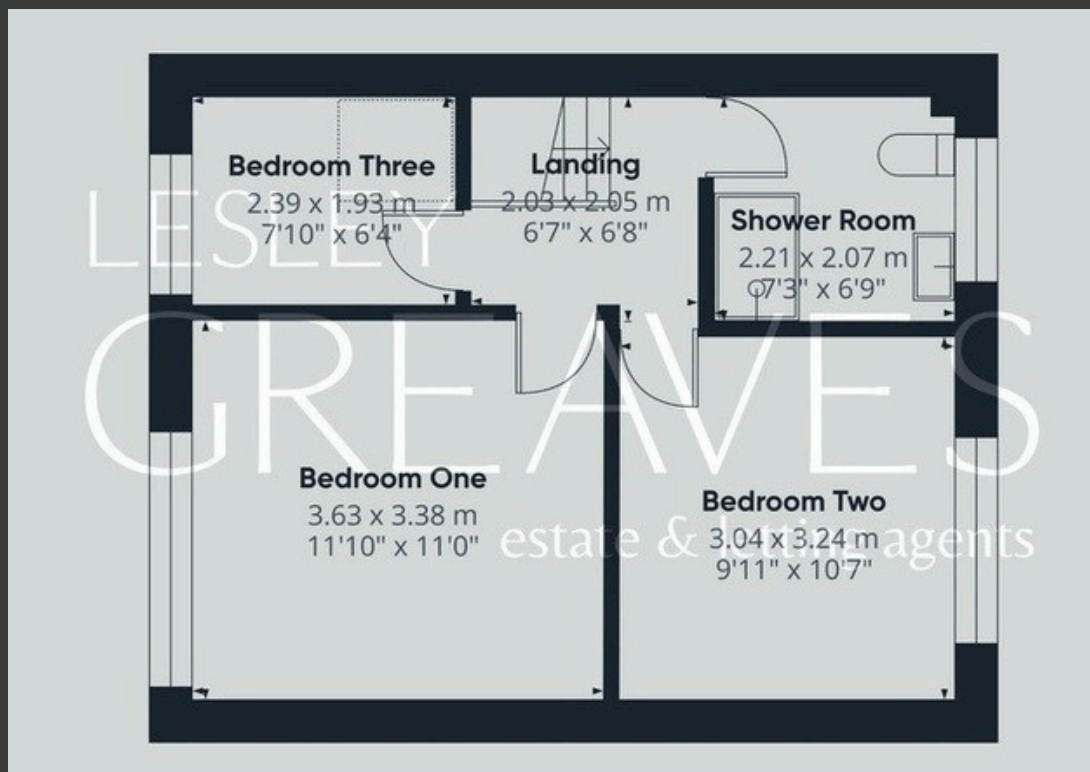 Bedroom Three
2.39 x 1.93 m
7'10" x 6'4"
Landing
2.03 x 2.05 m
6'7" x 6'8"
Shower Room
2.21 x 2.07 m
7'3" x 6'9"
LESLEY
GREAVES
estate & letting agents
Bedroom One
3.63 x 3.38 m
11'10" x 11'0"
Bedroom Two
3.04 x 3.24 m
9'11" x 10'7"